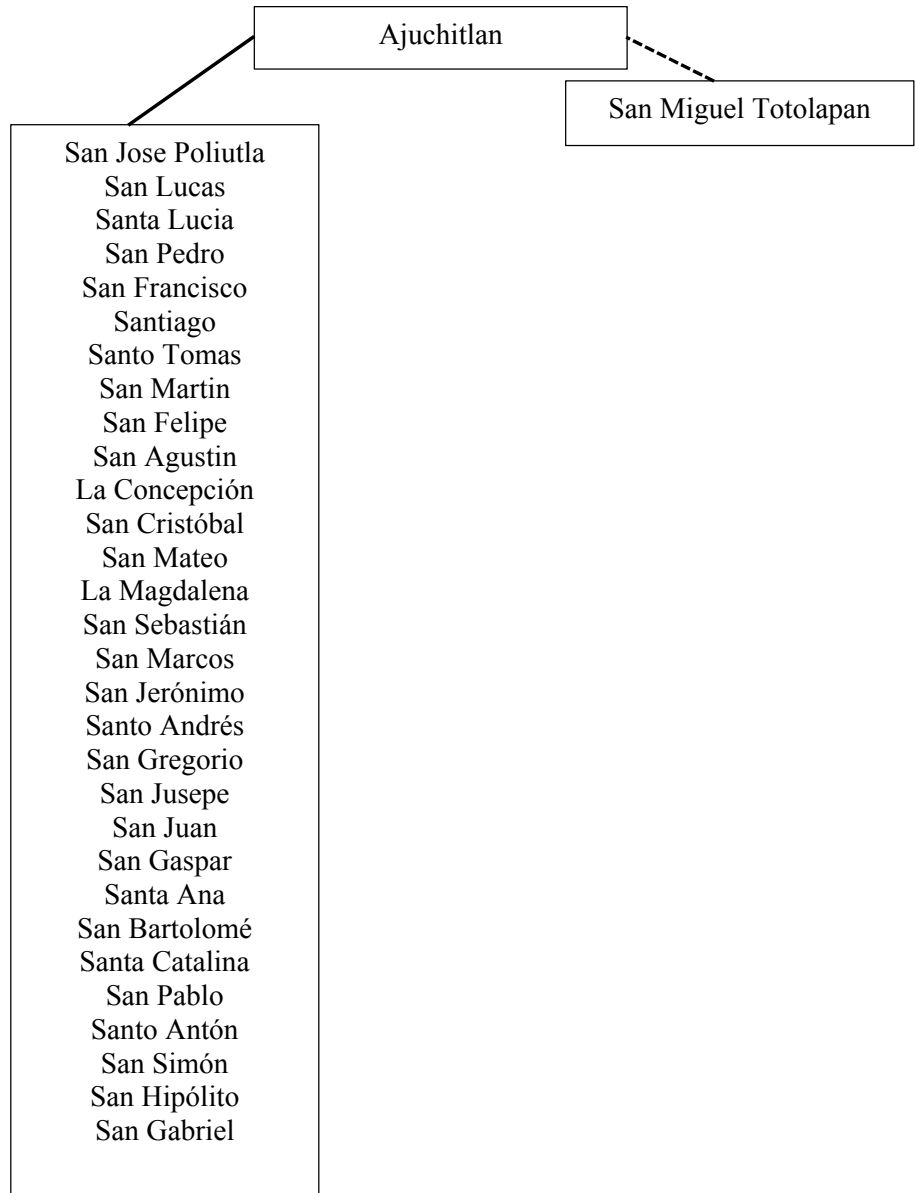 Ajuchitlan
San Miguel Totolapan
San Jose Poliutla
San Lucas
Santa Lucia
San Pedro
San Francisco
Santiago
Santo Tomas
San Martin
San Felipe
San Agustin
La Concepción
San Cristóbal
San Mateo
La Magdalena
San Sebastián
San Marcos
San Jerónimo
Santo Andrés
San Gregorio
San Jusepe
San Juan
San Gaspar
Santa Ana
San Bartolomé
Santa Catalina
San Pablo
Santo Antón
San Simón
San Hipólito
San Gabriel